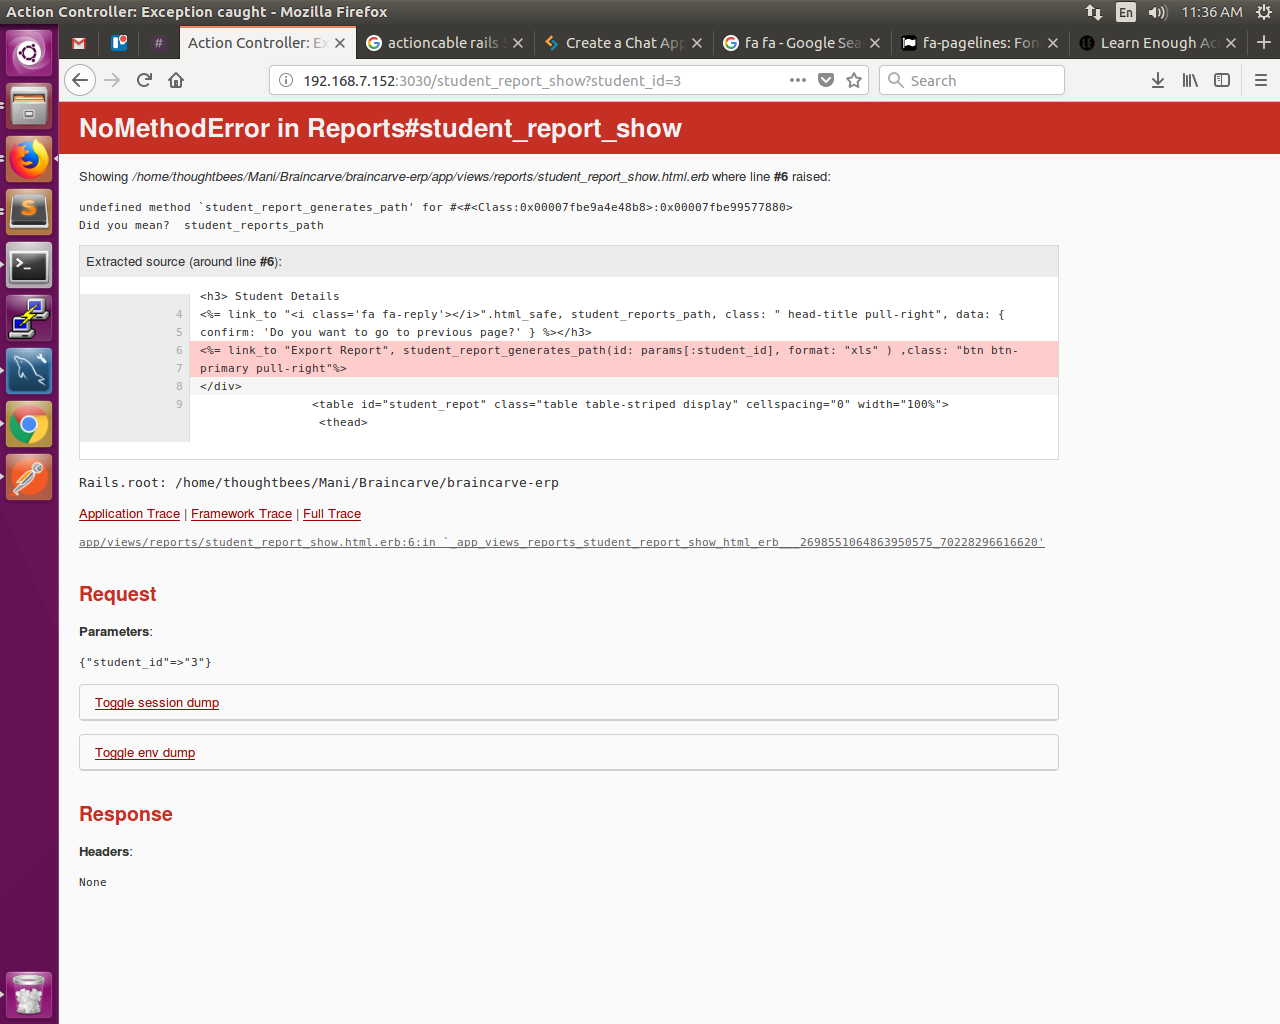 Action Controller: Exception caught - Mozilla Firefox
En
11:36 AM
#
Action Controller: Ex
actioncable rails 5
Create a Chat App
fa fa - Google Sea
fa-pagelines: Fon
Learn Enough Ac
192.168.7.152:3030/student_report_show?student_id=3
Search
NoMethodError in Reports#student_report_show
Showing /home/thoughtbees/Mani/Braincarve/braincarve-erp/app/views/reports/student_report_show.html.erb where line #6 raised:
undefined method `student_report_generates_path' for #<#<Class:0x00007fbe9a4e48b8>:0x00007fbe99577880>
Did you mean?  student_reports_path
Extracted source (around line #6):
<h3> Student Details
4 <%= link_to "<i class='fa fa-reply'></i>".html_safe, student_reports_path, class: " head-title pull-right", data: {
5 confirm: 'Do you want to go to previous page?' } %></h3>
6 <%= link_to "Export Report", student_report_generates_path(id: params[:student_id], format: "xls" ) ,class: "btn btn-
7 primary pull-right"%>
8 </div>
9 <table id="student_repot" class="table table-striped display" cellspacing="0" width="100%">
<thead>
Rails.root: /home/thoughtbees/Mani/Braincarve/braincarve-erp
Application Trace | Framework Trace | Full Trace
app/views/reports/student_report_show.html.erb:6:in `_app_views_reports_student_report_show_html_erb___2698551064863950575_70228296616620'
Request
Parameters:
{"student_id"=>"3"}
Toggle session dump
Toggle env dump
Response
Headers:
None